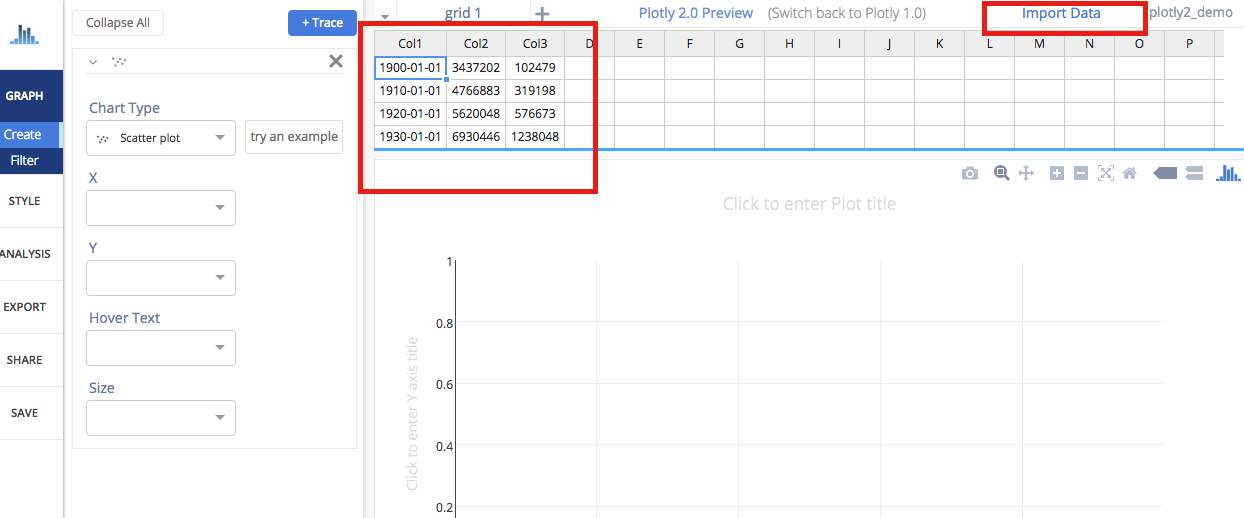 Collapse All
+ Trace
grid 1
Plotly 2.0 Preview (Switch back to Plotly 1.0)
Import Data
plotly2_demo
Col1 Col2 Col3 D E F G H I J K L M N O P
1900-01-01 3437202 102479
1910-01-01 4766883 319198
1920-01-01 5620048 576673
1930-01-01 6930446 1238048
GRAPH
Create
Filter
STYLE
ANALYSIS
EXPORT
SHARE
SAVE
Chart Type
Scatter plot
try an example
X
Y
Hover Text
Size
Click to enter Plot title
Click to enter Y axis title
1
0.8
0.6
0.4
0.2